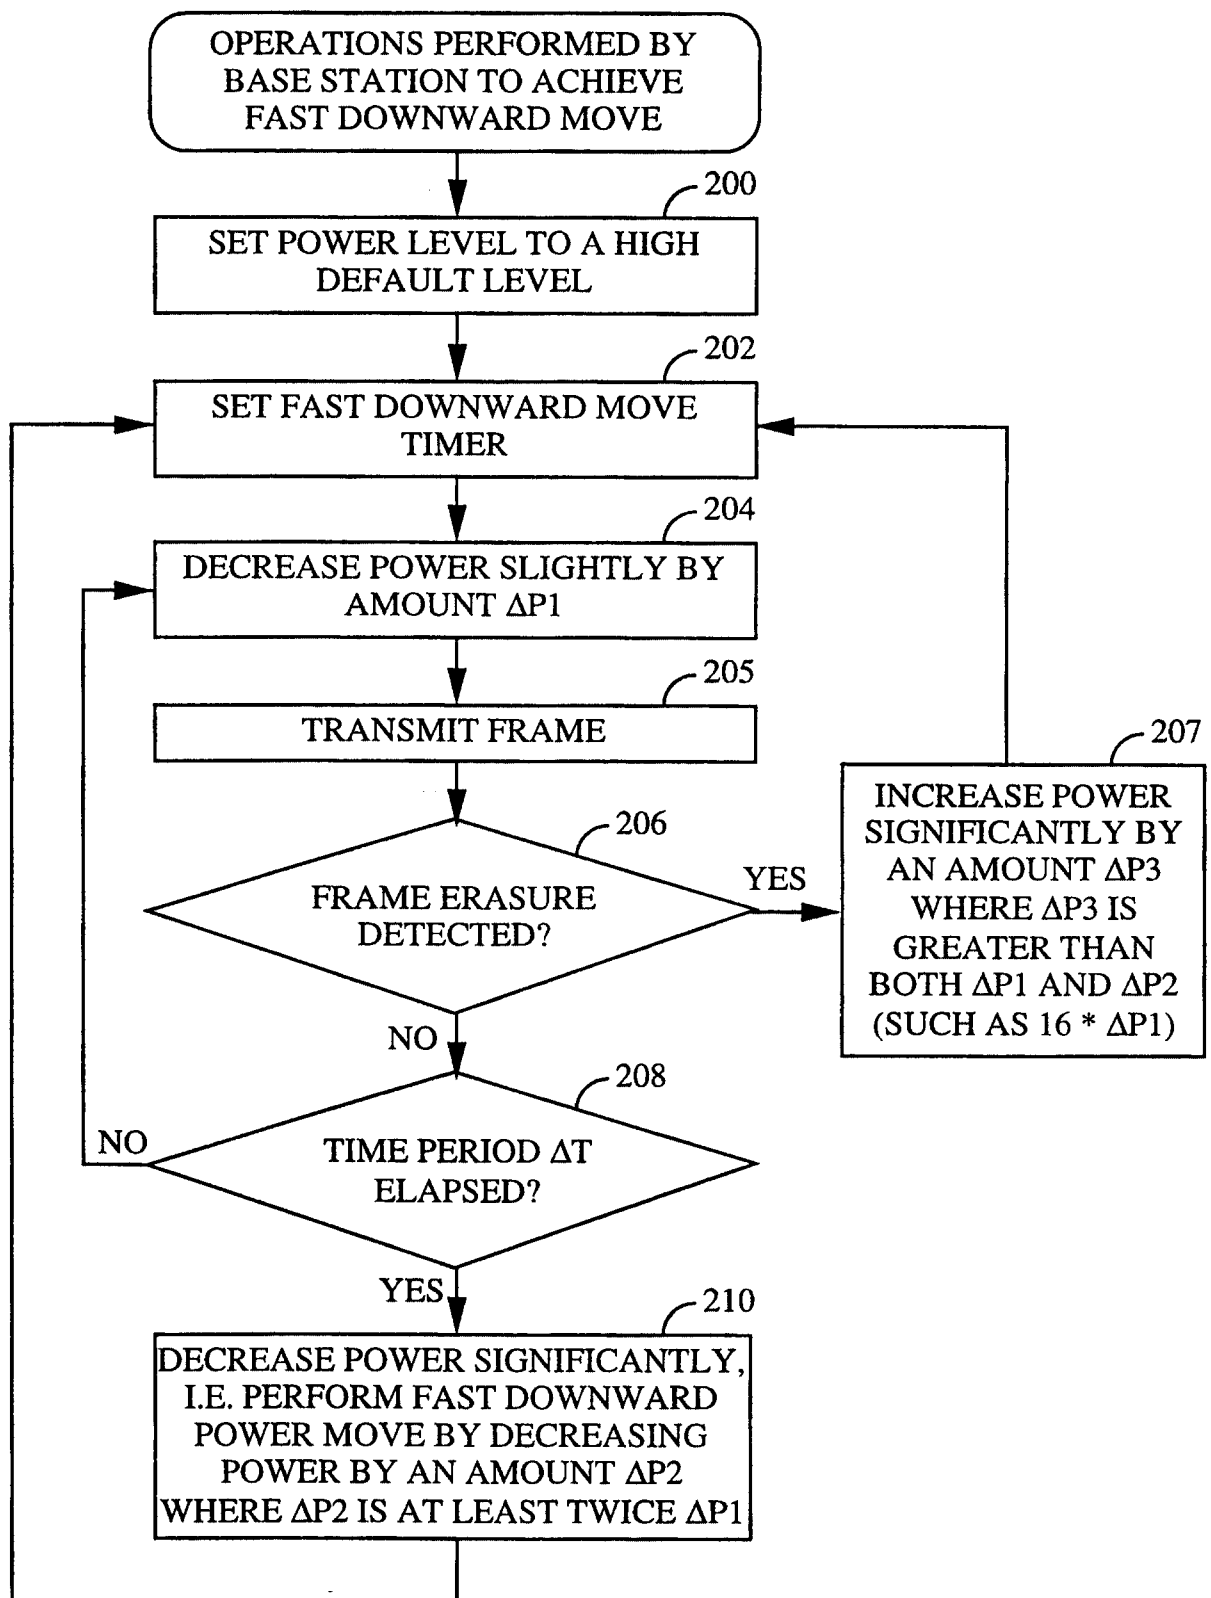 OPERATIONS PERFORMED BY
BASE STATION TO ACHIEVE
FAST DOWNWARD MOVE
200
SET POWER LEVEL TO A HIGH
DEFAULT LEVEL
202
SET FAST DOWNWARD MOVE
TIMER
204
DECREASE POWER SLIGHTLY BY
AMOUNT ΔP1
205
TRANSMIT FRAME
206
FRAME ERASURE
DETECTED?
YES
207
INCREASE POWER
SIGNIFICANTLY BY
AN AMOUNT ΔP3
WHERE ΔP3 IS
GREATER THAN
BOTH ΔP1 AND ΔP2
(SUCH AS 16 * ΔP1)
NO
208
TIME PERIOD ΔT
ELAPSED?
NO
YES
210
DECREASE POWER SIGNIFICANTLY,
I.E. PERFORM FAST DOWNWARD
POWER MOVE BY DECREASING
POWER BY AN AMOUNT ΔP2
WHERE ΔP2 IS AT LEAST TWICE ΔP1